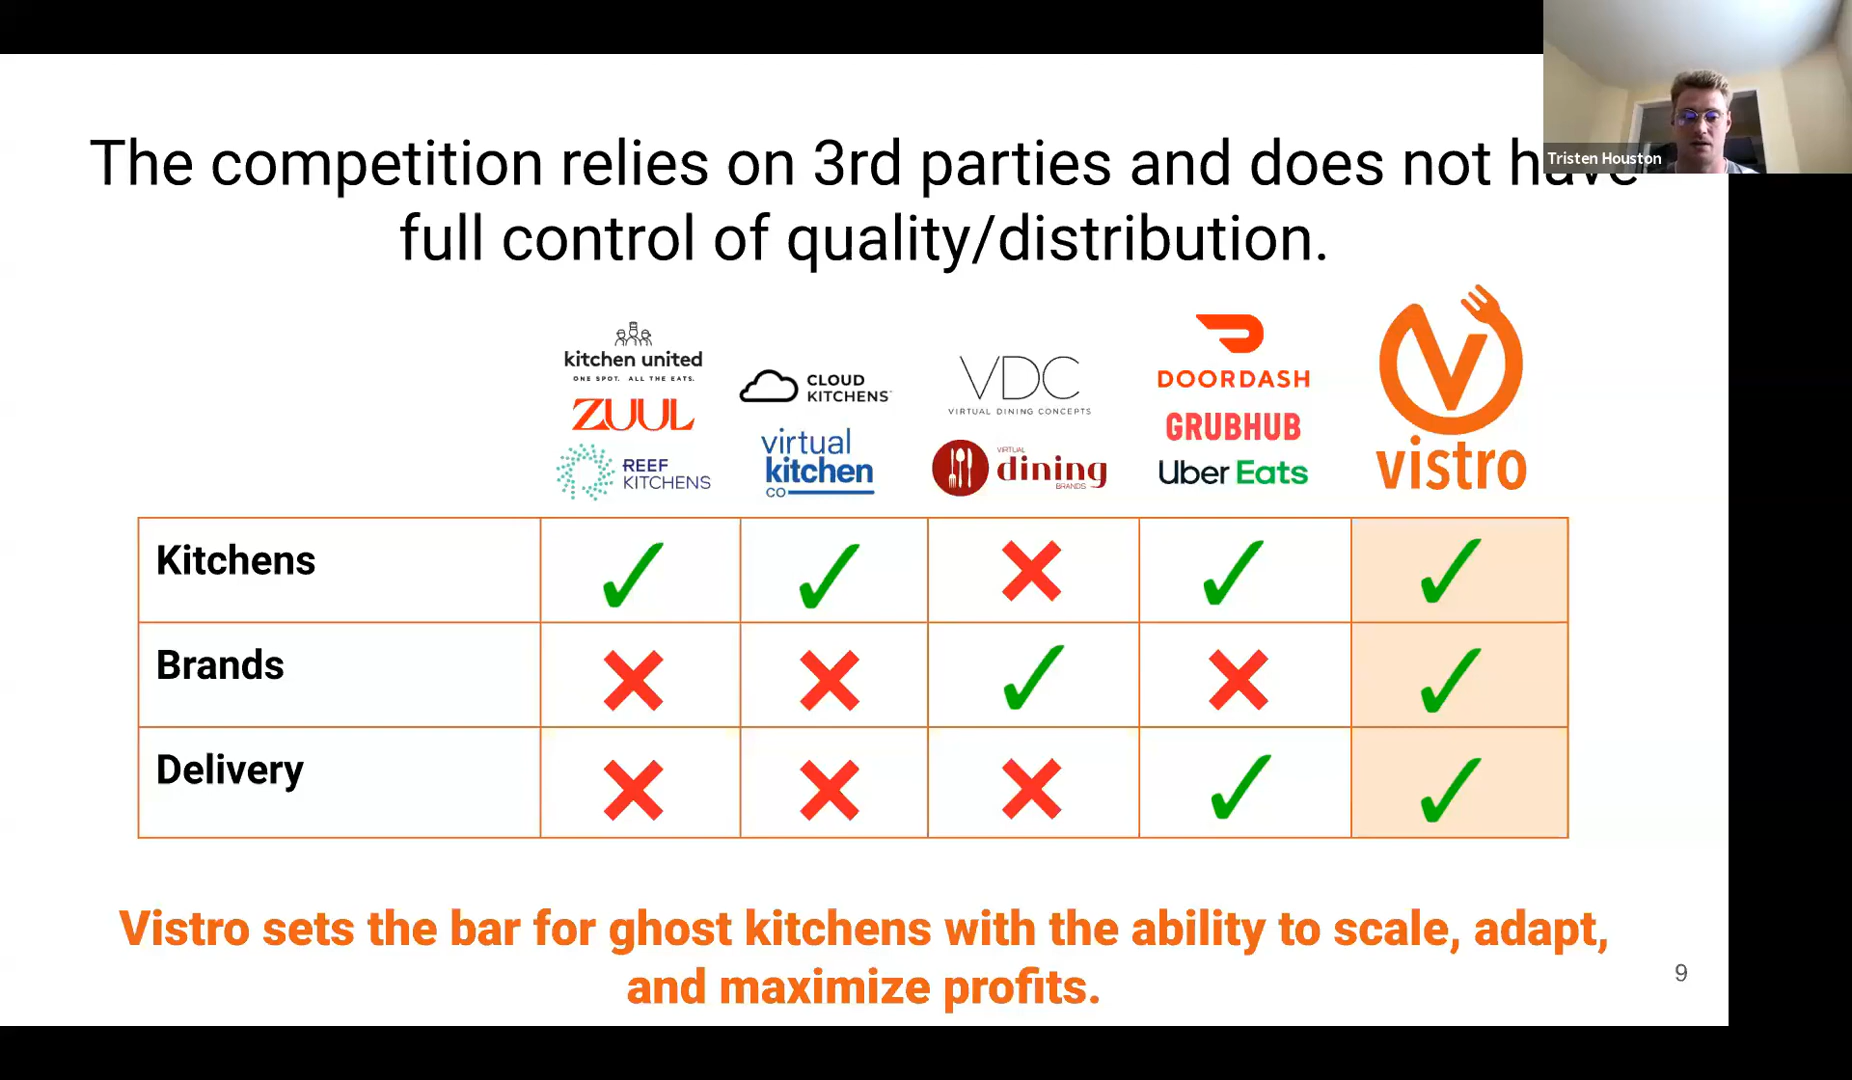 Tristen Houston
The competition relies on 3rd parties and does not have
full control of quality/distribution.
kitchen united
ONE SPOT. ALL THE EATS.
ZUUL
REEF
KITCHENS
CLOUD
KITCHENS™
virtual
kitchen
CO
VDC
VIRTUAL DINING CONCEPTS
VIRTUAL
dining
BRANDS
DOORDASH
GRUBHUB
Uber Eats
V
vistro
Kitchens
Brands
Delivery
Vistro sets the bar for ghost kitchens with the ability to scale, adapt,
and maximize profits.
9